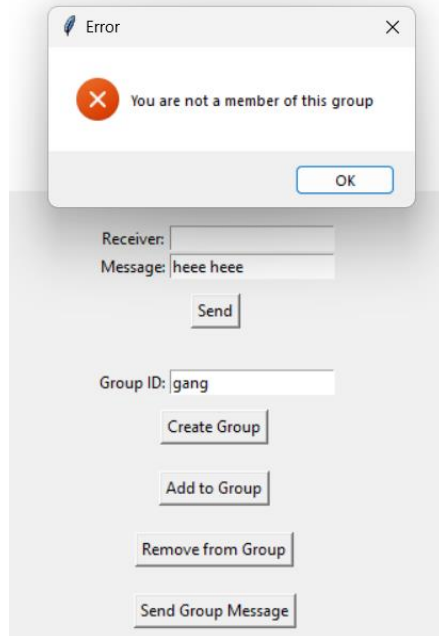 Error
You are not a member of this group
OK
Receiver:
Message: heee heee
Send
Group ID: gang
Create Group
Add to Group
Remove from Group
Send Group Message